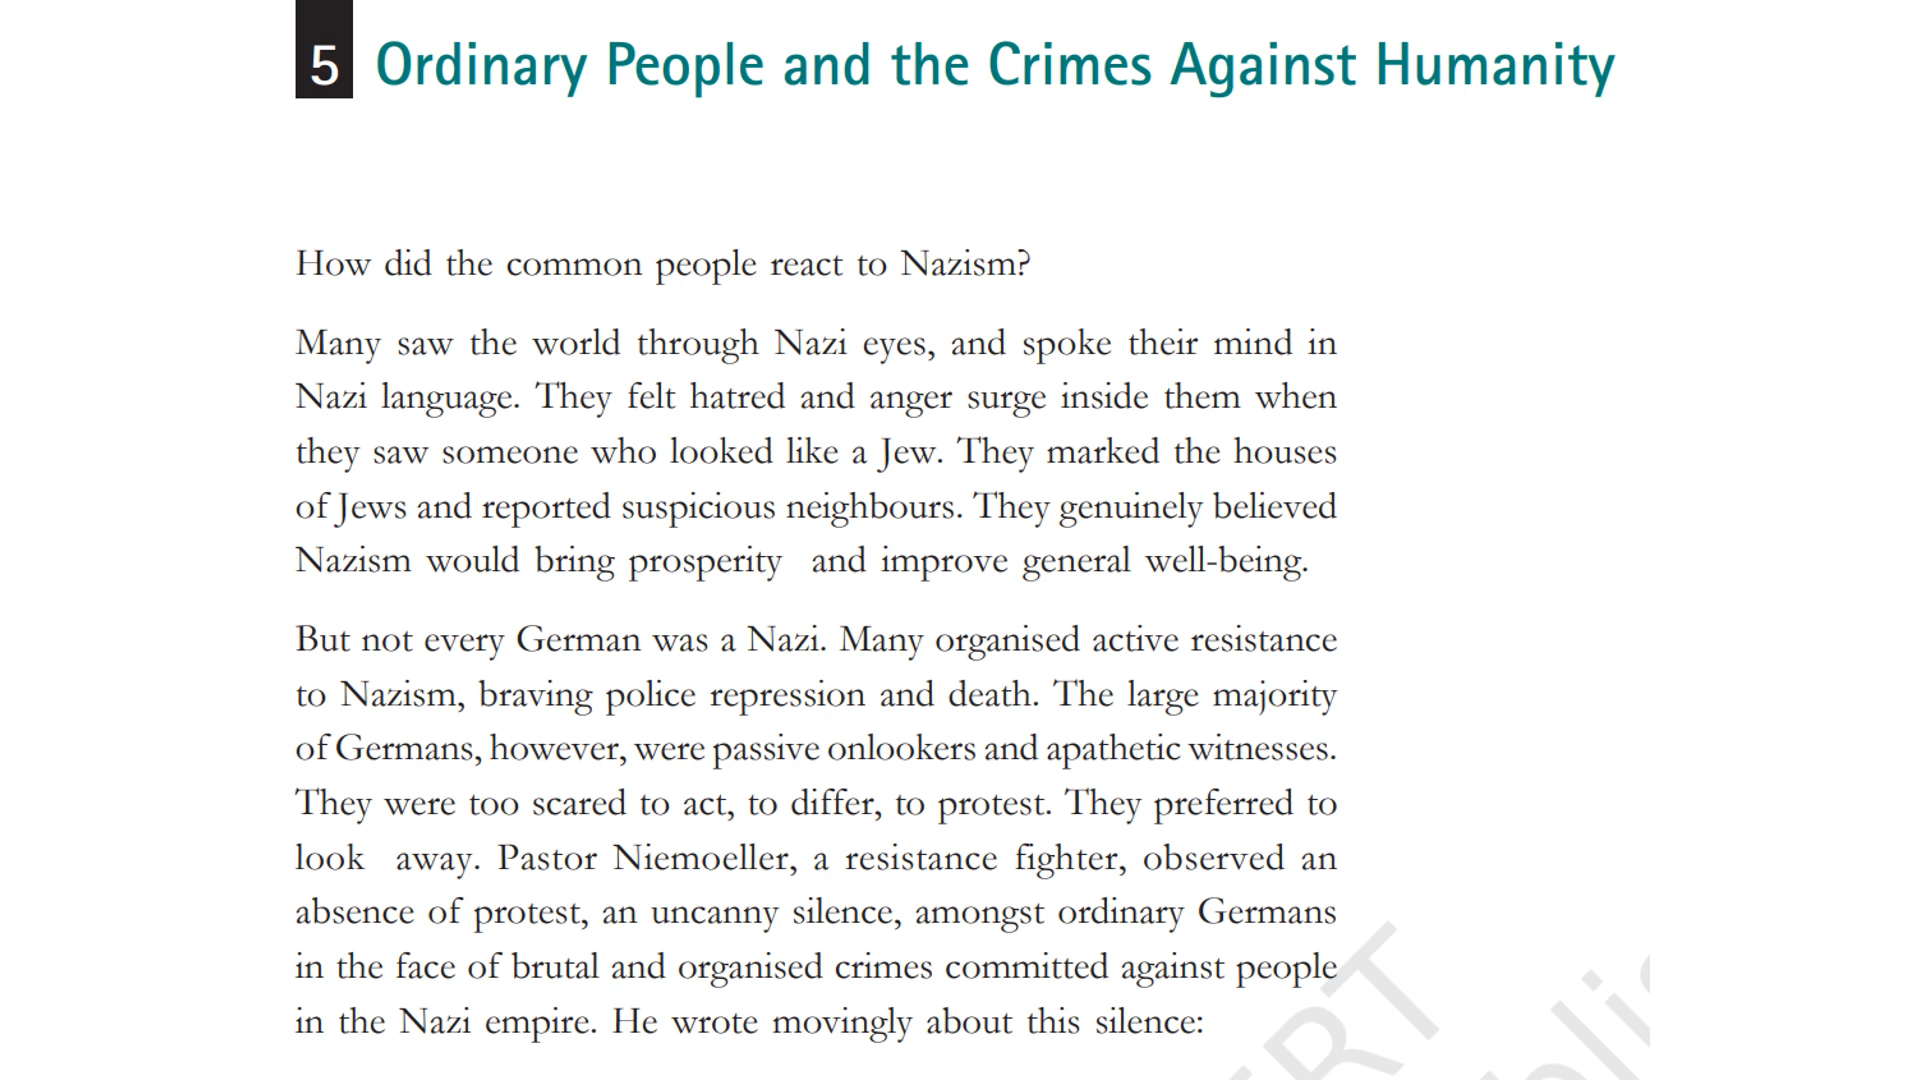 5 Ordinary People and the Crimes Against Humanity
How did the common people react to Nazism?
Many saw the world through Nazi eyes, and spoke their mind in
Nazi language. They felt hatred and anger surge inside them when
they saw someone who looked like a Jew. They marked the houses
of Jews and reported suspicious neighbours. They genuinely believed
Nazism would bring prosperity and improve general well-being.
But not every German was a Nazi. Many organised active resistance
to Nazism, braving police repression and death. The large majority
of Germans, however, were passive onlookers and apathetic witnesses.
They were too scared to act, to differ, to protest. They preferred to
look away. Pastor Niemoeller, a resistance fighter, observed an
absence of protest, an uncanny silence, amongst ordinary Germans
in the face of brutal and organised crimes committed against people
in the Nazi empire. He wrote movingly about this silence: